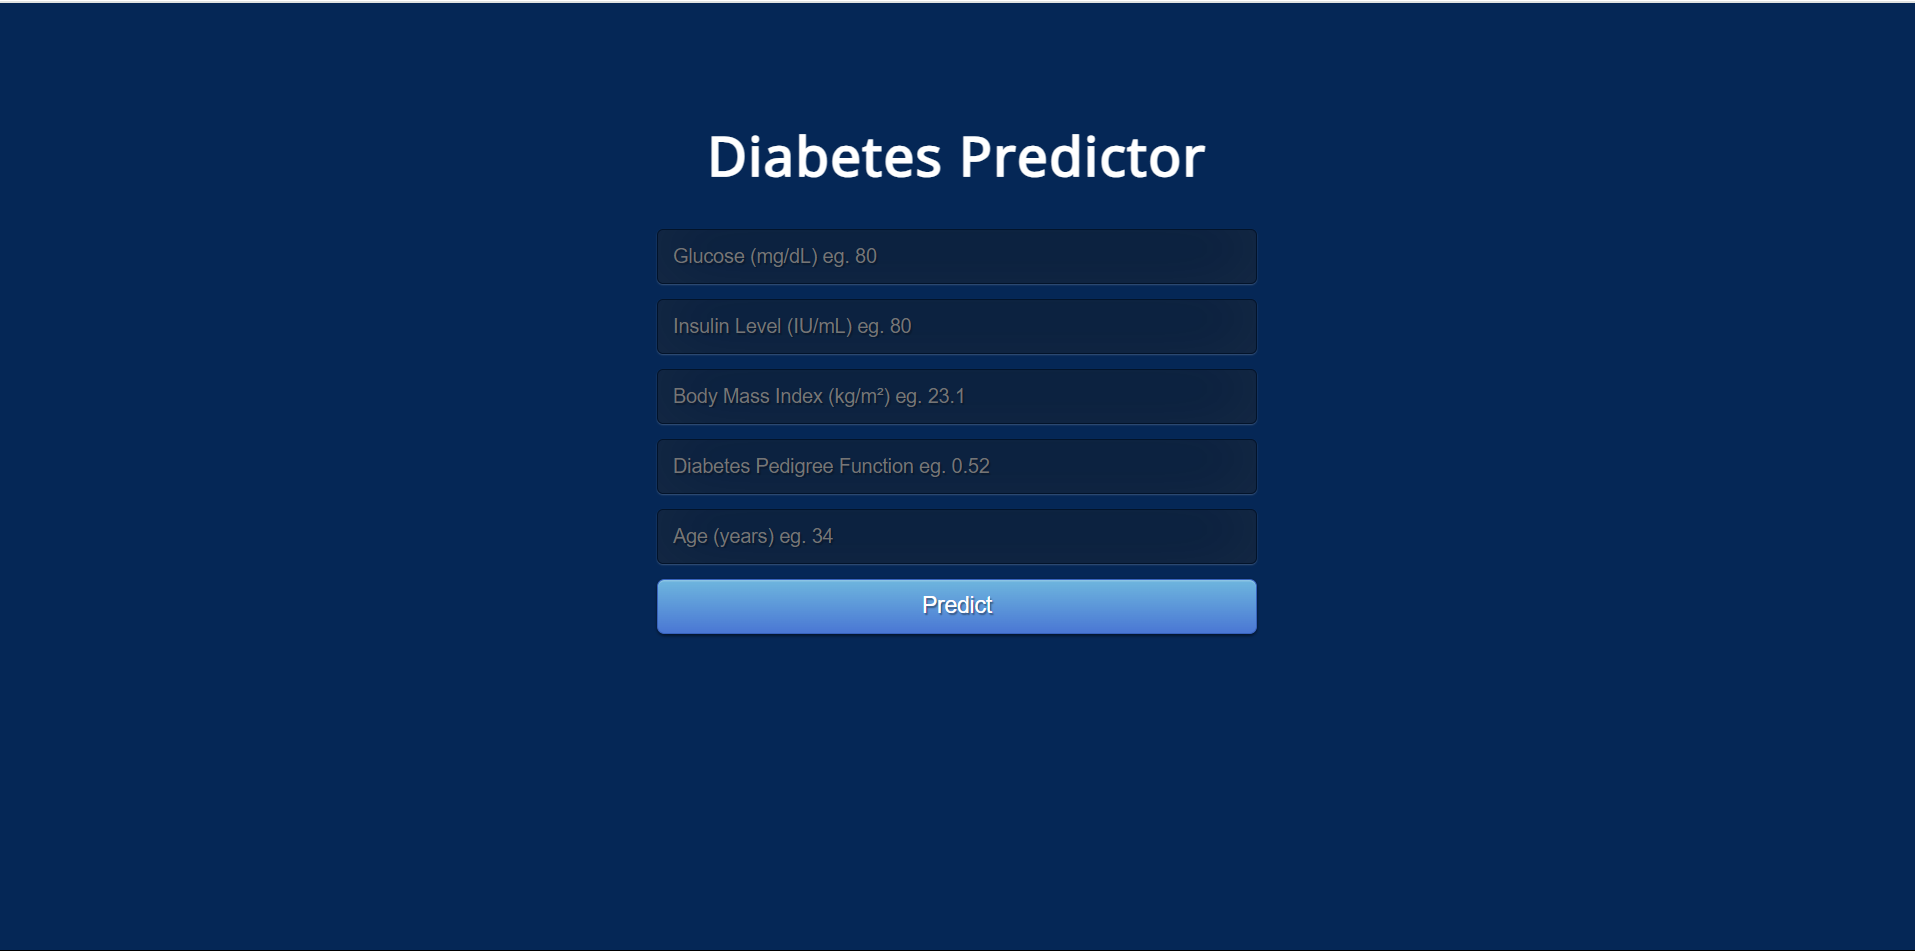 Diabetes Predictor
Glucose (mg/dL) eg. 80
Insulin Level (IU/mL) eg. 80
Body Mass Index (kg/m²) eg. 23.1
Diabetes Pedigree Function eg. 0.52
Age (years) eg. 34
Predict